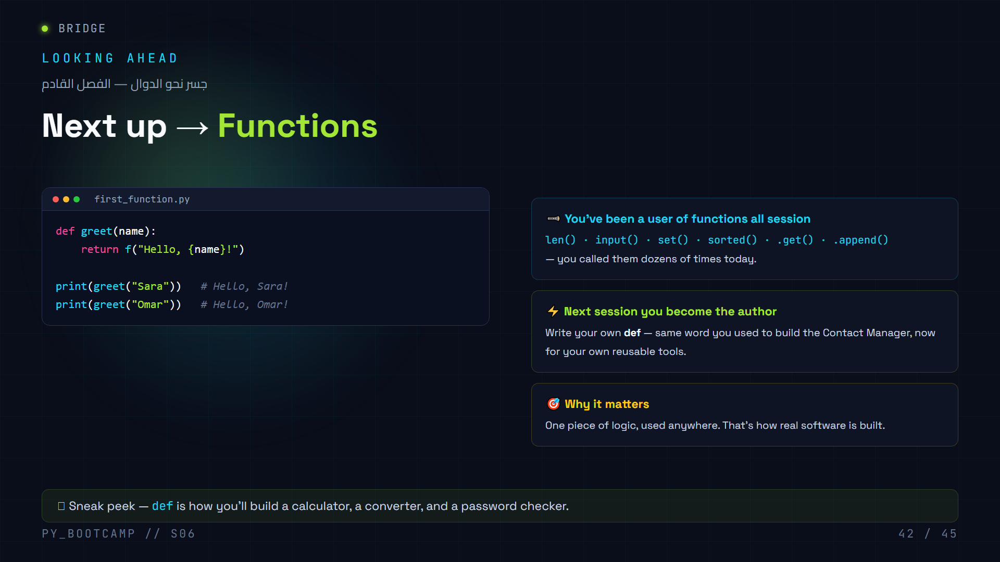 BRIDGE
LOOKING AHEAD
جسر نحو الدوال — الفصل القادم
Next up → Functions
first_function.py
def greet(name):
    return f("Hello, {name}!")
print(greet("Sara"))   # Hello, Sara!
print(greet("Omar"))   # Hello, Omar!
You've been a user of functions all session
len() · input() · set() · sorted() · .get() · .append()
— you called them dozens of times today.
⚡ Next session you become the author
Write your own def — same word you used to build the Contact Manager, now
for your own reusable tools.
🎯 Why it matters
One piece of logic, used anywhere. That's how real software is built.
Sneak peek — def is how you'll build a calculator, a converter, and a password checker.
PY_BOOTCAMP // S06
42 / 45